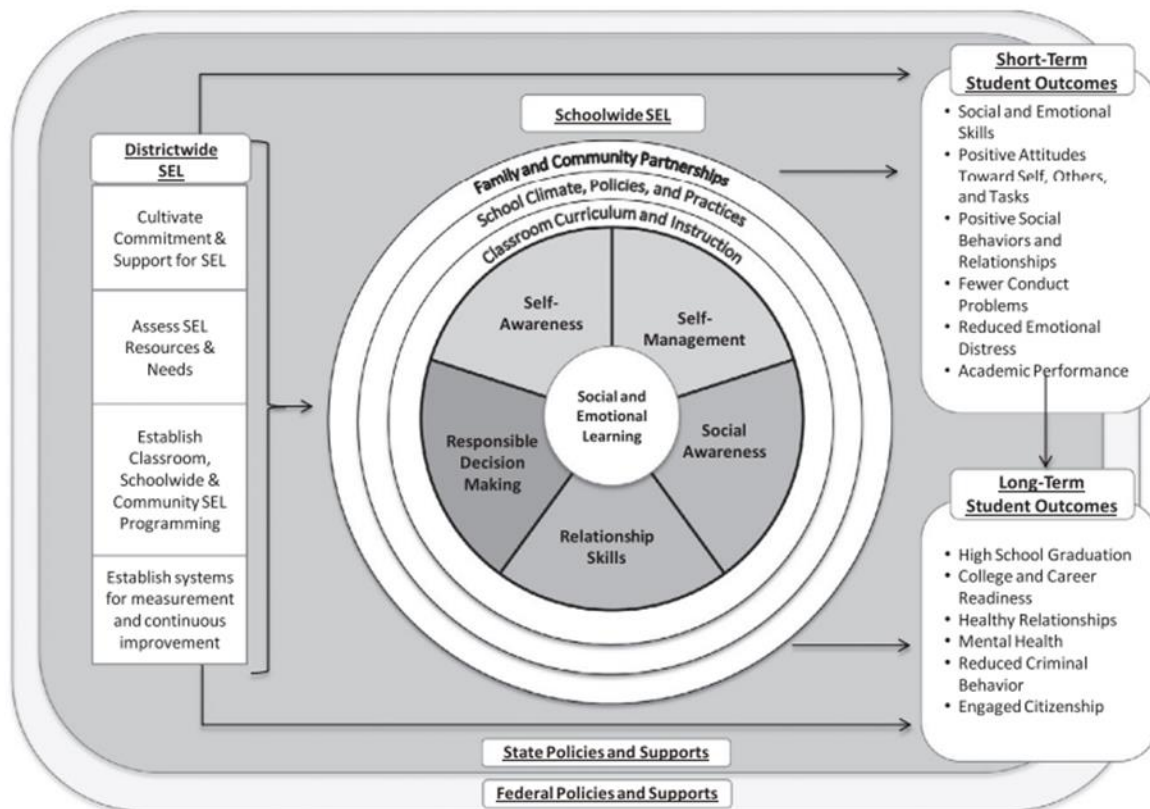 Districtwide
SEL
Cultivate
Commitment &
Support for SEL
Assess SEL
Resources &
Needs
Establish
Classroom,
Schoolwide &
Community SEL
Programming
Establish systems
for measurement
and continuous
improvement
Schoolwide SEL
Family and Community Partnerships
School Climate, Policies, and Practices
Classroom Curriculum and Instruction
Self-
Awareness
Self-
Management
Social and
Emotional
Learning
Responsible
Decision
Making
Social
Awareness
Relationship
Skills
Short-Term
Student Outcomes
• Social and Emotional
Skills
• Positive Attitudes
Toward Self, Others,
and Tasks
• Positive Social
Behaviors and
Relationships
• Fewer Conduct
Problems
• Reduced Emotional
Distress
• Academic Performance
Long-Term
Student Outcomes
• High School Graduation
• College and Career
Readiness
• Healthy Relationships
• Mental Health
• Reduced Criminal
Behavior
• Engaged Citizenship
State Policies and Supports
Federal Policies and Supports